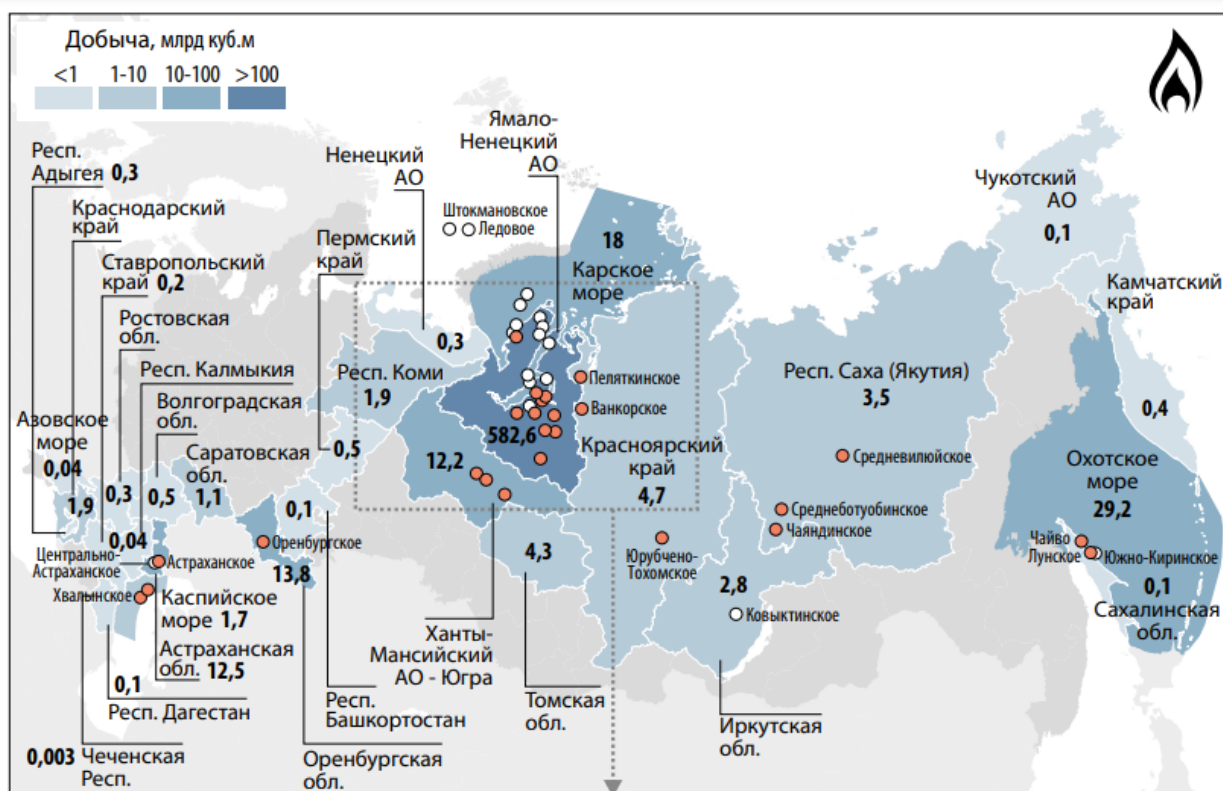 Добыча, млрд куб.м
<1 1-10 10-100 >100
Респ.
Адыгея 0,3
Краснодарский
край
Ставропольский
край 0,2
Ростовская
обл.
Респ. Калмыкия
Волгоградская
обл.
Саратовская
обл.
Азовское
море
0,04
1,9
0,3
0,5
1,1
0,04
Центрально-
Астраханское
Астраханское
Хвалынское
Каспийское
море 1,7
Астраханская
обл. 12,5
0,1
Респ. Дагестан
0,003 Чеченская
Респ.
Ненецкий
АО
0,3
Пермский
край
0,5
Респ. Коми
1,9
0,1
Оренбургское
13,8
Респ.
Башкортостан
Оренбургская
обл.
Ямало-
Ненецкий
АО
582,6
Штокмановское
Ледовое
18
Карское
море
Пеляткинское
Ванкорское
12,2
Ханты-
Мансийский
АО - Югра
4,3
Томская
обл.
Красноярский
край
4,7
Юрубчено-
Тохомское
2,8
Ковыктинское
Иркутская
обл.
Респ. Саха (Якутия)
3,5
Средневилюйское
Среднеботуобинское
Чаяндинское
Чукотский
АО
0,1
Камчатский
край
0,4
Охотское
море
29,2
Чайво
Лунское
Южно-Киринское
0,1
Сахалинская
обл.